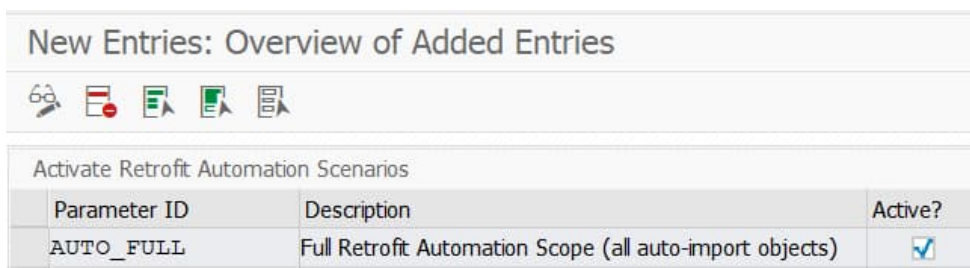 New Entries: Overview of Added Entries
Activate Retrofit Automation Scenarios
Parameter ID Description Active?
AUTO_FULL Full Retrofit Automation Scope (all auto-import objects)